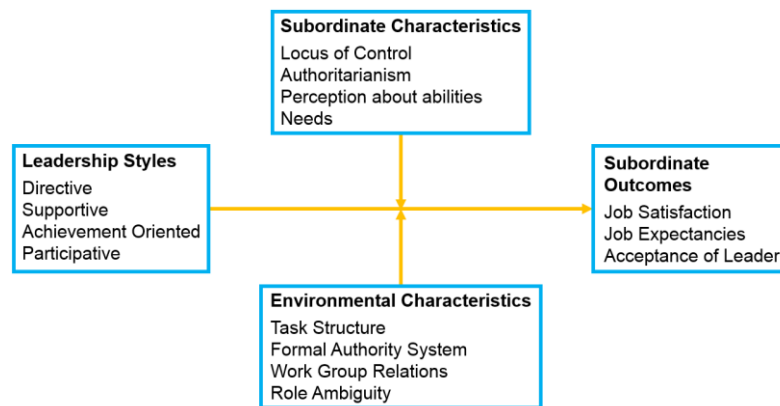 Subordinate Characteristics
Locus of Control
Authoritarianism
Perception about abilities
Needs
Leadership Styles
Directive
Supportive
Achievement Oriented
Participative
Subordinate
Outcomes
Job Satisfaction
Job Expectancies
Acceptance of Leader
Environmental Characteristics
Task Structure
Formal Authority System
Work Group Relations
Role Ambiguity